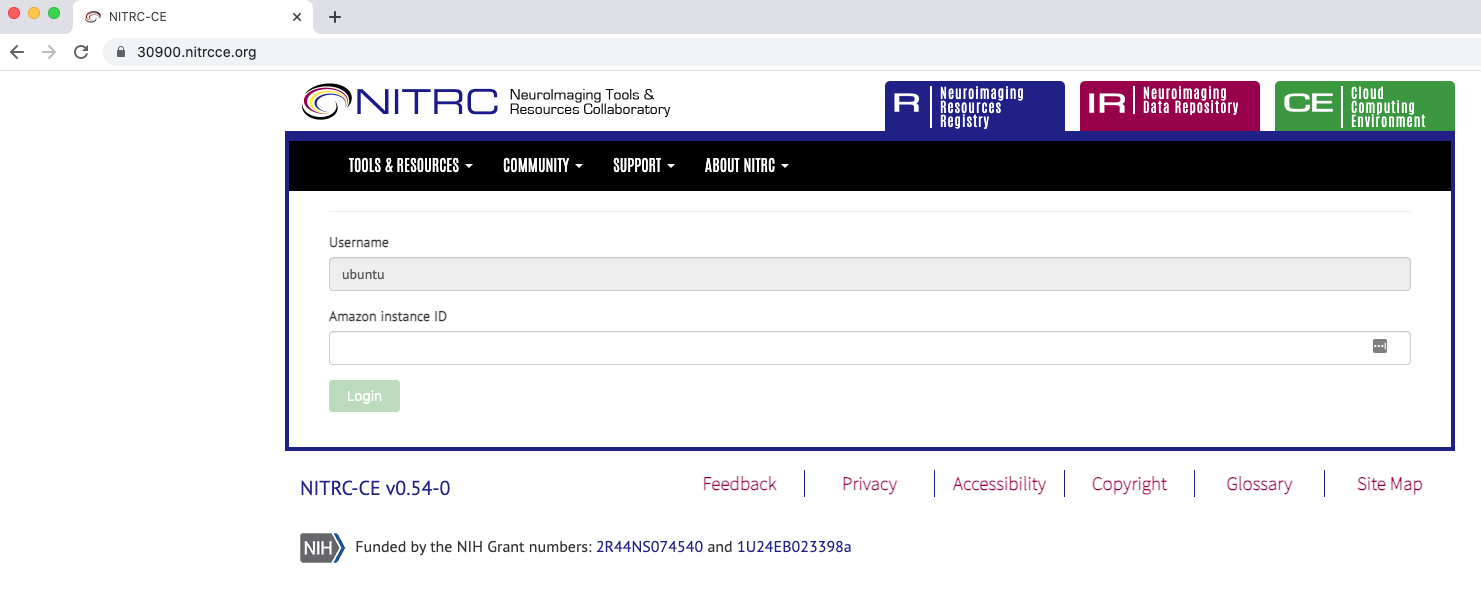 NITRC-CE
30900.nitrcce.org
NITRC
NeuroImaging Tools &
Resources Collaboratory
R
Neuroimaging
Resources
Registry
IR
Neuroimaging
Data Repository
CE
Cloud
Computing
Environment
TOOLS & RESOURCES COMMUNITY SUPPORT ABOUT NITRC
Username
ubuntu
Amazon instance ID
Login
NITRC-CE v0.54-0
Feedback Privacy Accessibility Copyright Glossary Site Map
NIH Funded by the NIH Grant numbers: 2R44NS074540 and 1U24EB023398a